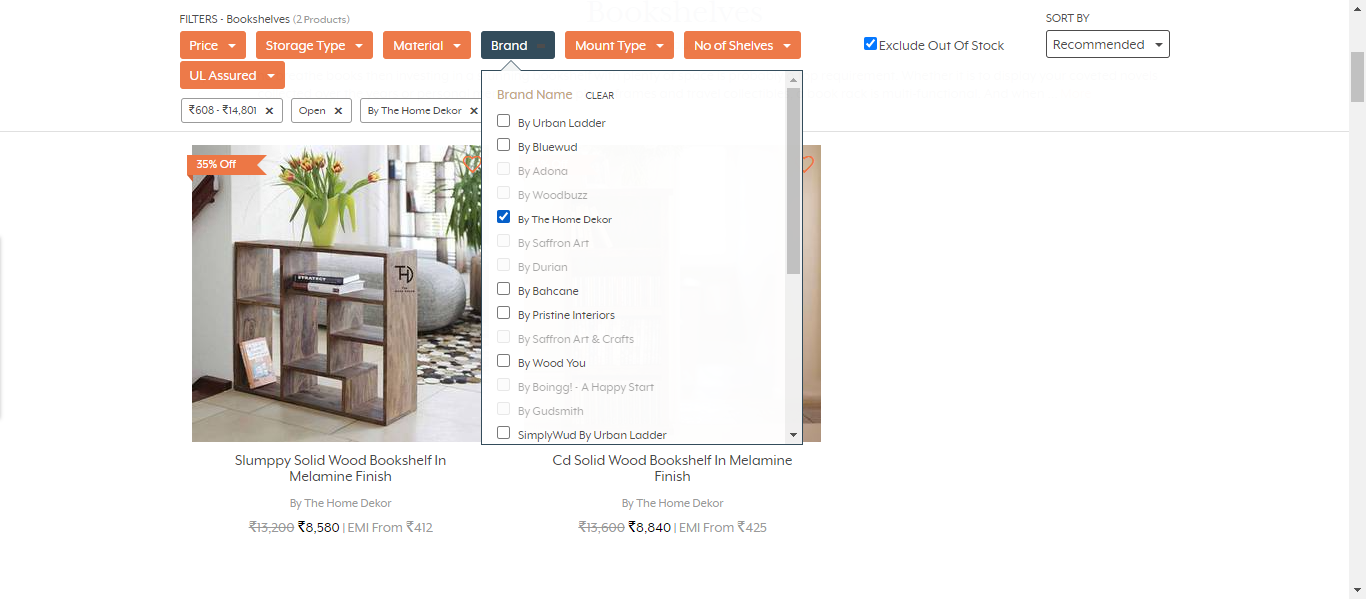 Bookshelves
FILTERS - Bookshelves (2 Products)
SORT BY
Price
Storage Type
Material
Brand
Mount Type
No of Shelves
Exclude Out Of Stock
Recommended
UL Assured
₹608 - ₹14,801 ×
Open ×
By The Home Dekor ×
Brand Name CLEAR
By Urban Ladder
By Bluewud
By Adona
By Woodbuzz
By The Home Dekor
By Saffron Art
By Durian
By Bahcane
By Pristine Interiors
By Saffron Art & Crafts
By Wood You
By Boingg! - A Happy Start
By Gudsmith
SimplyWud By Urban Ladder
35% Off
STRATEGY
THD
Slumppy Solid Wood Bookshelf In
Melamine Finish
By The Home Dekor
₹13,200 ₹8,580 | EMI From ₹412
Cd Solid Wood Bookshelf In Melamine
Finish
By The Home Dekor
₹13,600 ₹8,840 | EMI From ₹425